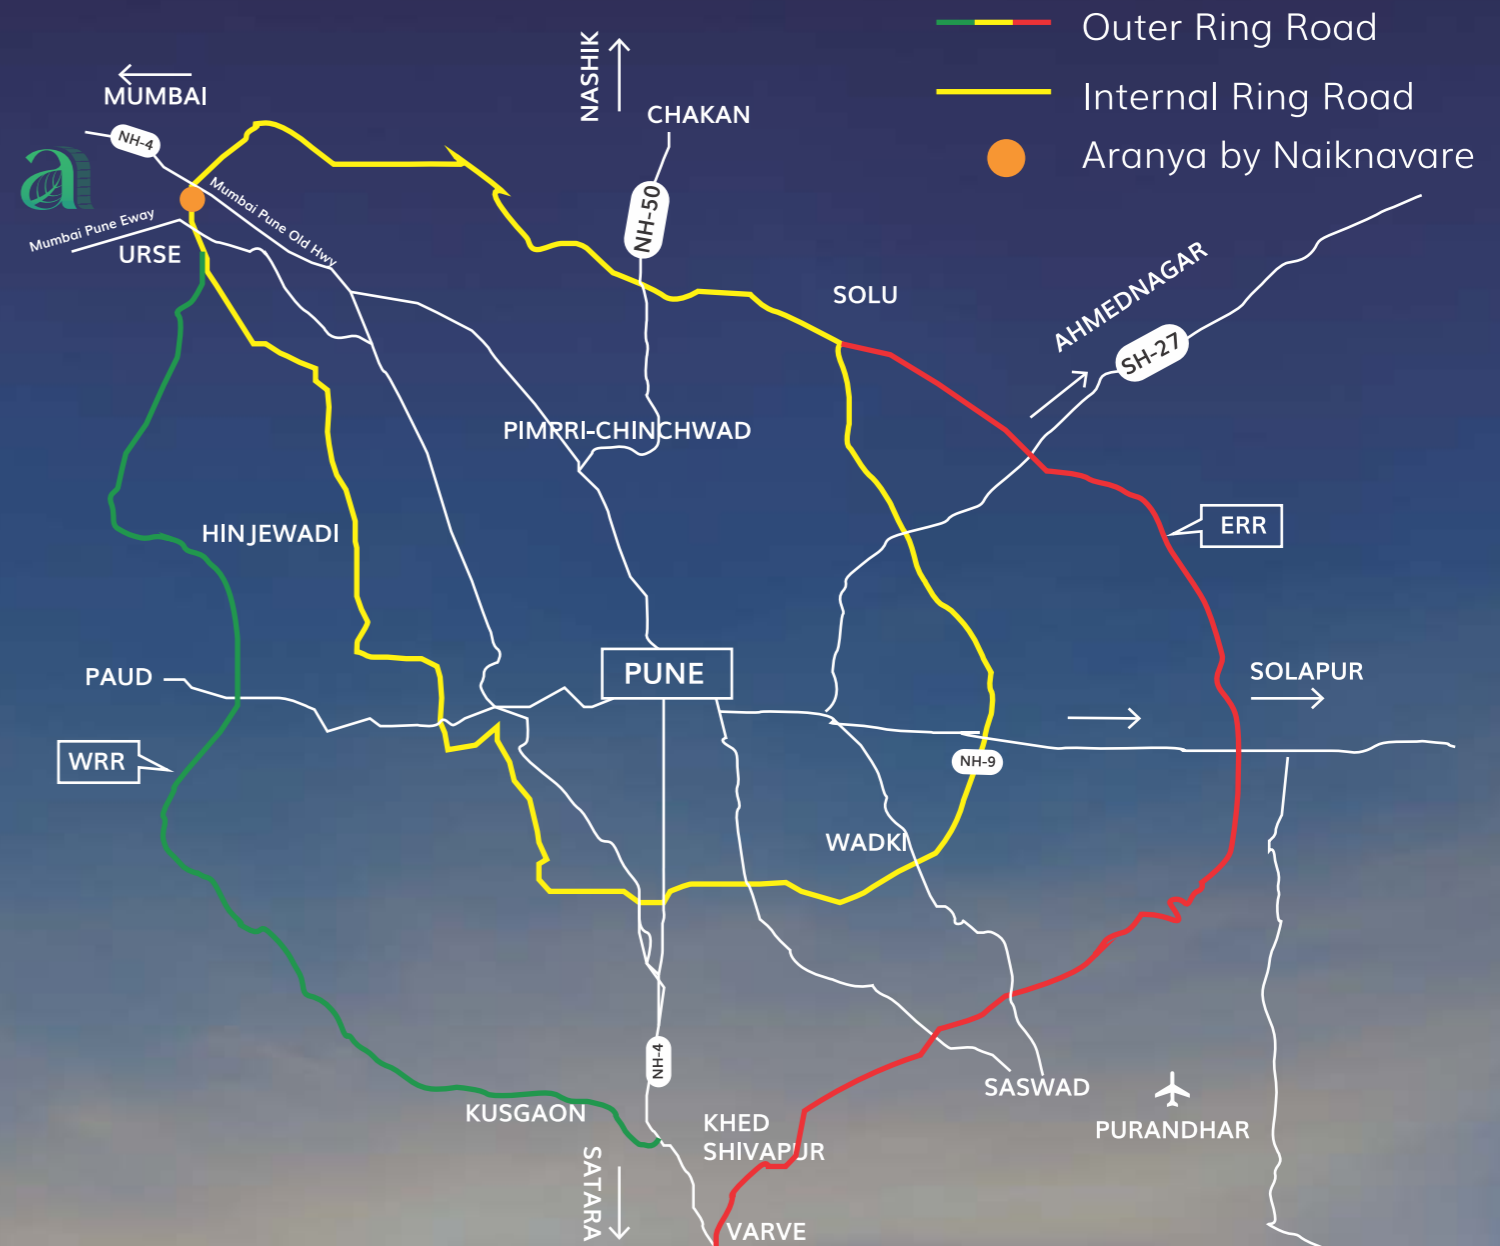 Outer Ring Road
NASHIK
MUMBAI
Internal Ring Road
CHAKAN
NH-4
Aranya by Naiknavare
a
Mumbai Pune Old Hwy
NH-50
Mumbai Pune Eway
URSE
SOLU
AHMEDNAGAR
SH-27
PIMPRI-CHINCHWAD
ERR
HINJEWADI
PUNE
SOLAPUR
PAUD
WRR
NH-9
WADKI
NH-4
SASWAD
KUSGAON
KHED
SHIVAPUR
PURANDHAR
SATARA
VARVE